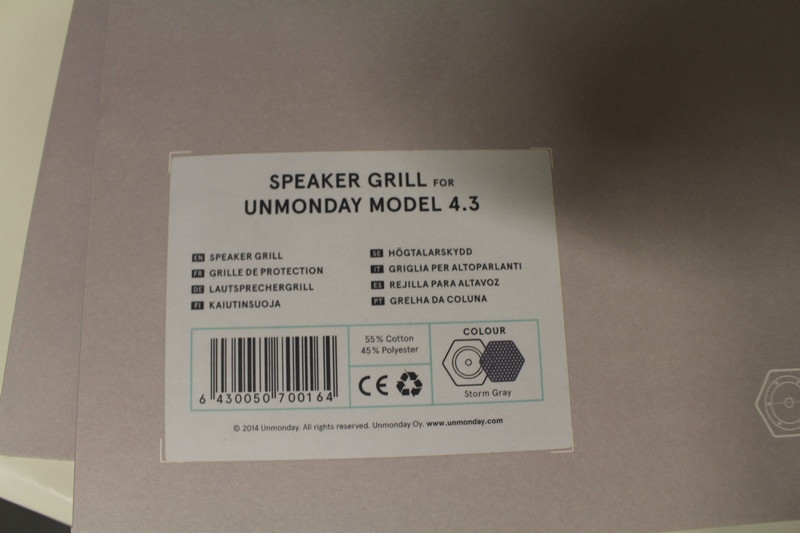 SPEAKER GRILL FOR
UNMONDAY MODEL 4.3
EN SPEAKER GRILL
FR GRILLE DE PROTECTION
DE LAUTSPRECHERGRILL
FI KAIUTINSUOJA
SE HÖGTALARSKYDD
IT GRIGLIA PER ALTOPARLANTI
ES REJILLA PARA ALTAVOZ
PT GRELHA DA COLUNA
6 430050 700164
55% Cotton
45% Polyester
CE
COLOUR
Storm Gray
© 2014 Unmonday. All rights reserved. Unmonday Oy. www.unmonday.com